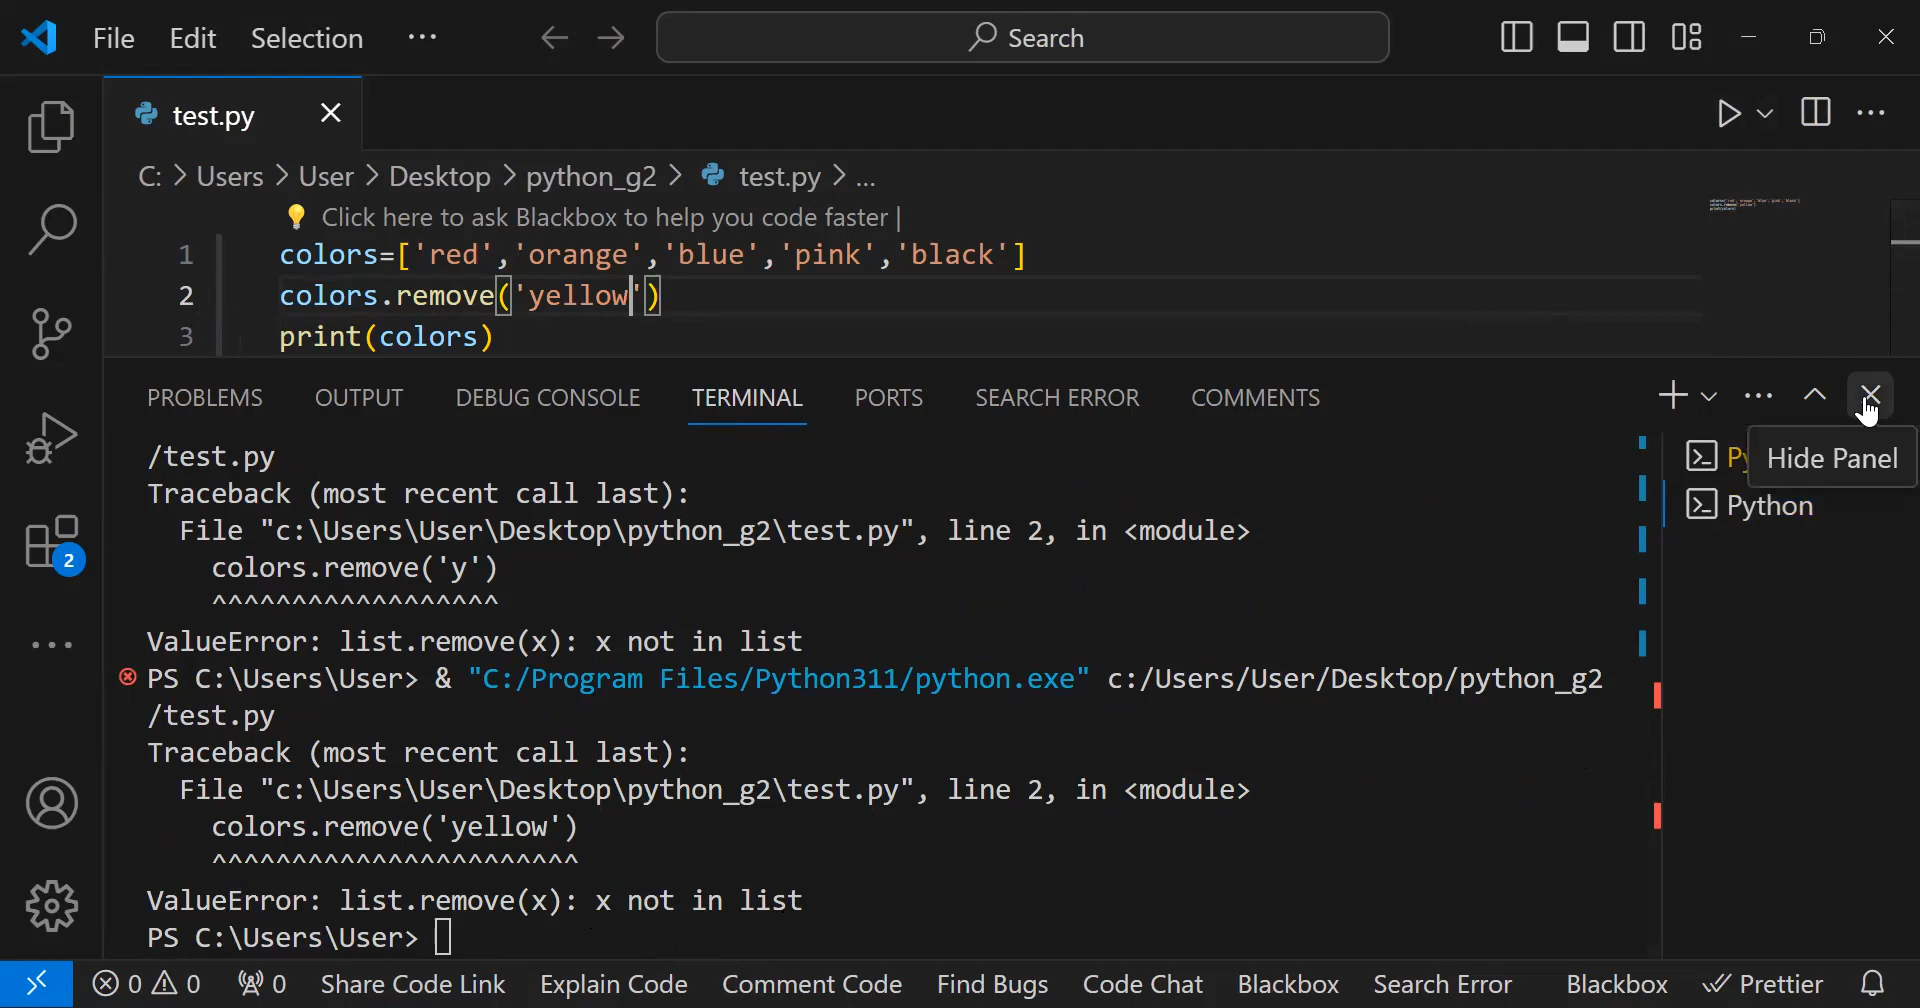 File Edit Selection ... Search
test.py
C: > Users > User > Desktop > python_g2 > test.py > ...
Click here to ask Blackbox to help you code faster |
1 colors=['red','orange','blue','pink','black']
2 colors.remove('yellow')
3 print(colors)
PROBLEMS OUTPUT DEBUG CONSOLE TERMINAL PORTS SEARCH ERROR COMMENTS
Hide Panel
Python
/test.py
Traceback (most recent call last):
File "c:\Users\User\Desktop\python_g2\test.py", line 2, in <module>
colors.remove('y')
^^^^^^^^^^^^^^^^^^
ValueError: list.remove(x): x not in list
PS C:\Users\User> & "C:/Program Files/Python311/python.exe" c:/Users/User/Desktop/python_g2
/test.py
Traceback (most recent call last):
File "c:\Users\User\Desktop\python_g2\test.py", line 2, in <module>
colors.remove('yellow')
^^^^^^^^^^^^^^^^^^^^^^^
ValueError: list.remove(x): x not in list
PS C:\Users\User>
2
0 0 0 Share Code Link Explain Code Comment Code Find Bugs Code Chat Blackbox Search Error Blackbox Prettier